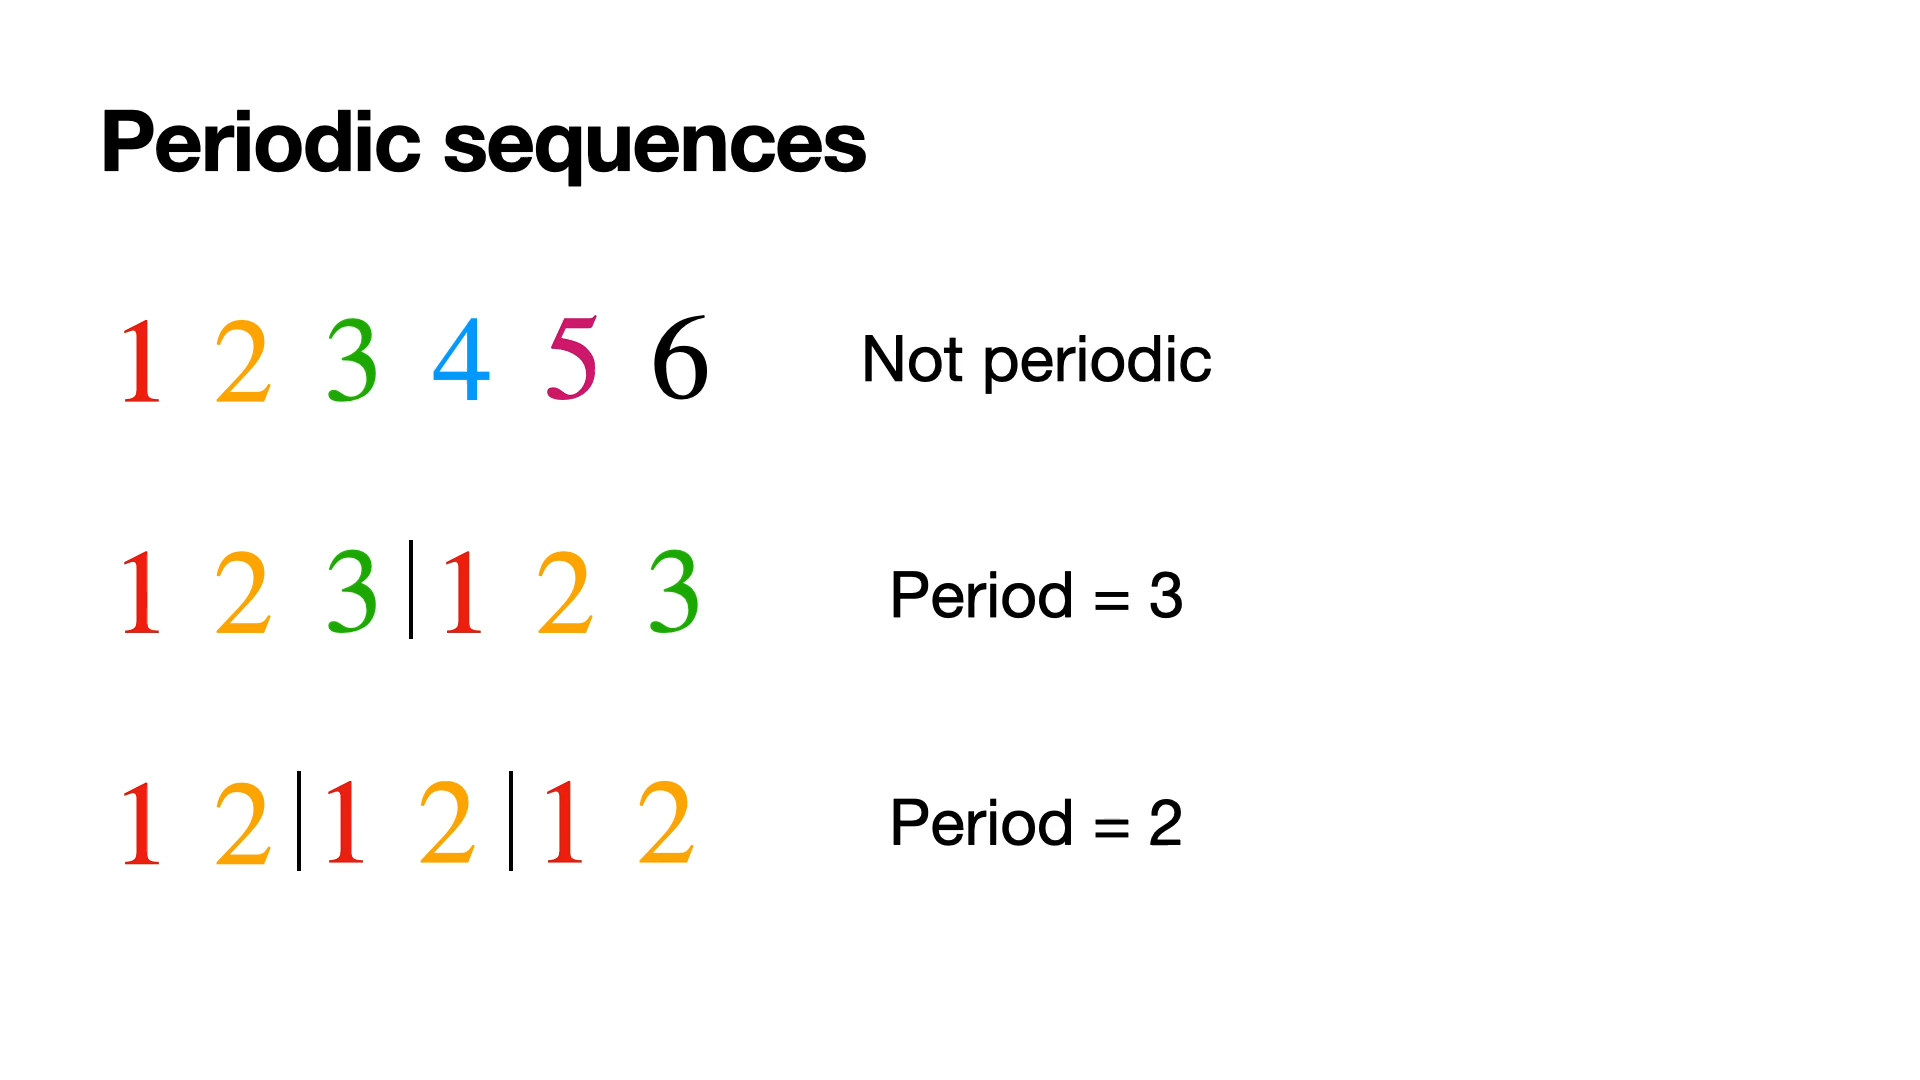 Periodic sequences
1 2 3 4 5 6 Not periodic
1 2 3 | 1 2 3 Period = 3
1 2 | 1 2 | 1 2 Period = 2